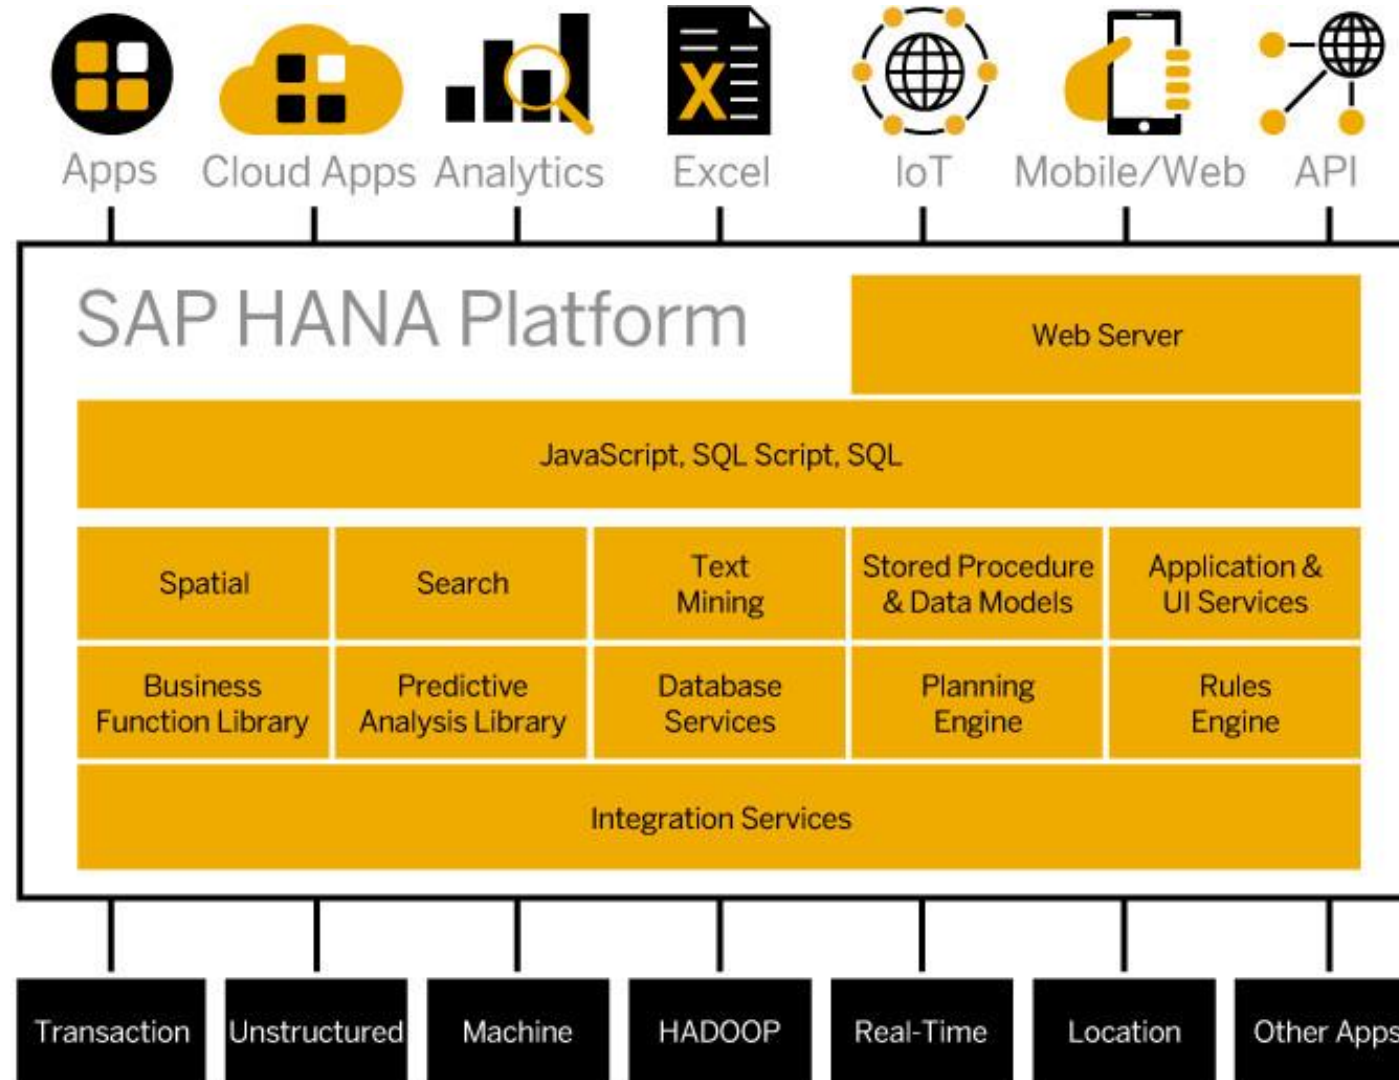 X
Apps
Cloud Apps
Analytics
Excel
IoT
Mobile/Web
API
SAP HANA Platform
Web Server
JavaScript, SQL Script, SQL
Spatial
Search
Text
Mining
Stored Procedure
& Data Models
Application &
UI Services
Business
Function Library
Predictive
Analysis Library
Database
Services
Planning
Engine
Rules
Engine
Integration Services
Transaction
Unstructured
Machine
HADOOP
Real-Time
Location
Other Apps